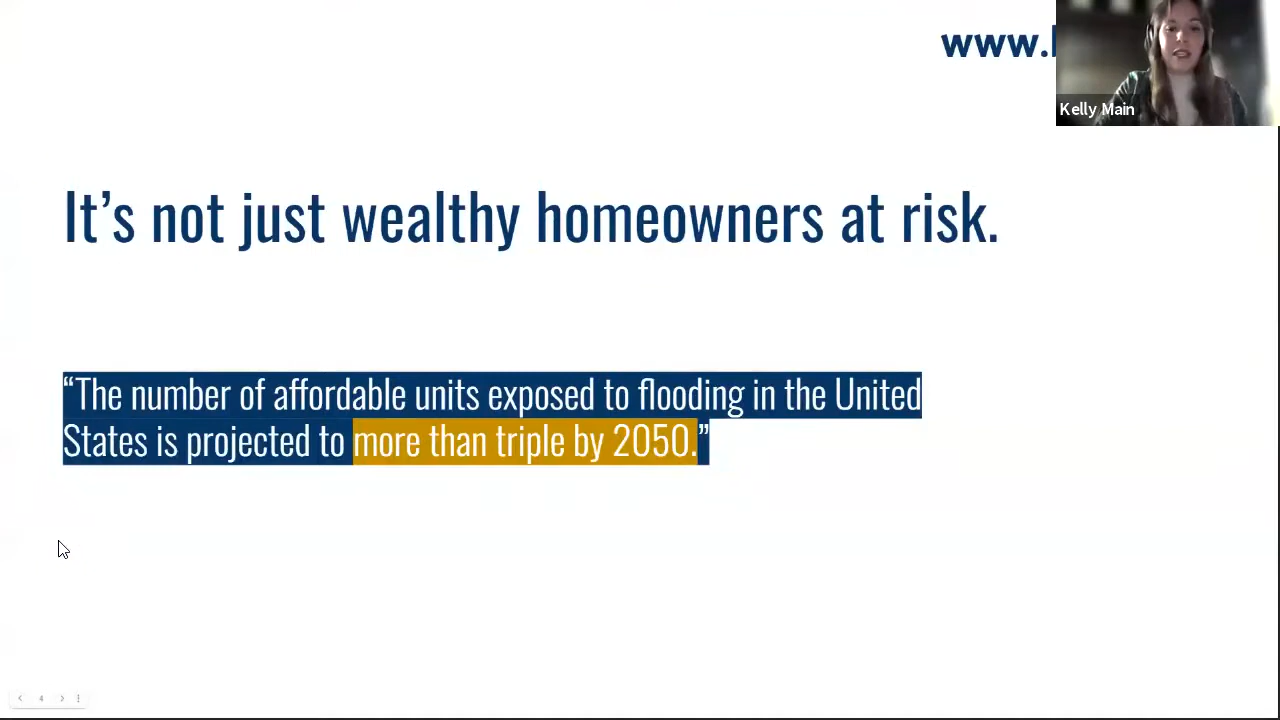 www.
Kelly Main
It’s not just wealthy homeowners at risk.
“The number of affordable units exposed to flooding in the United
States is projected to more than triple by 2050.”
4